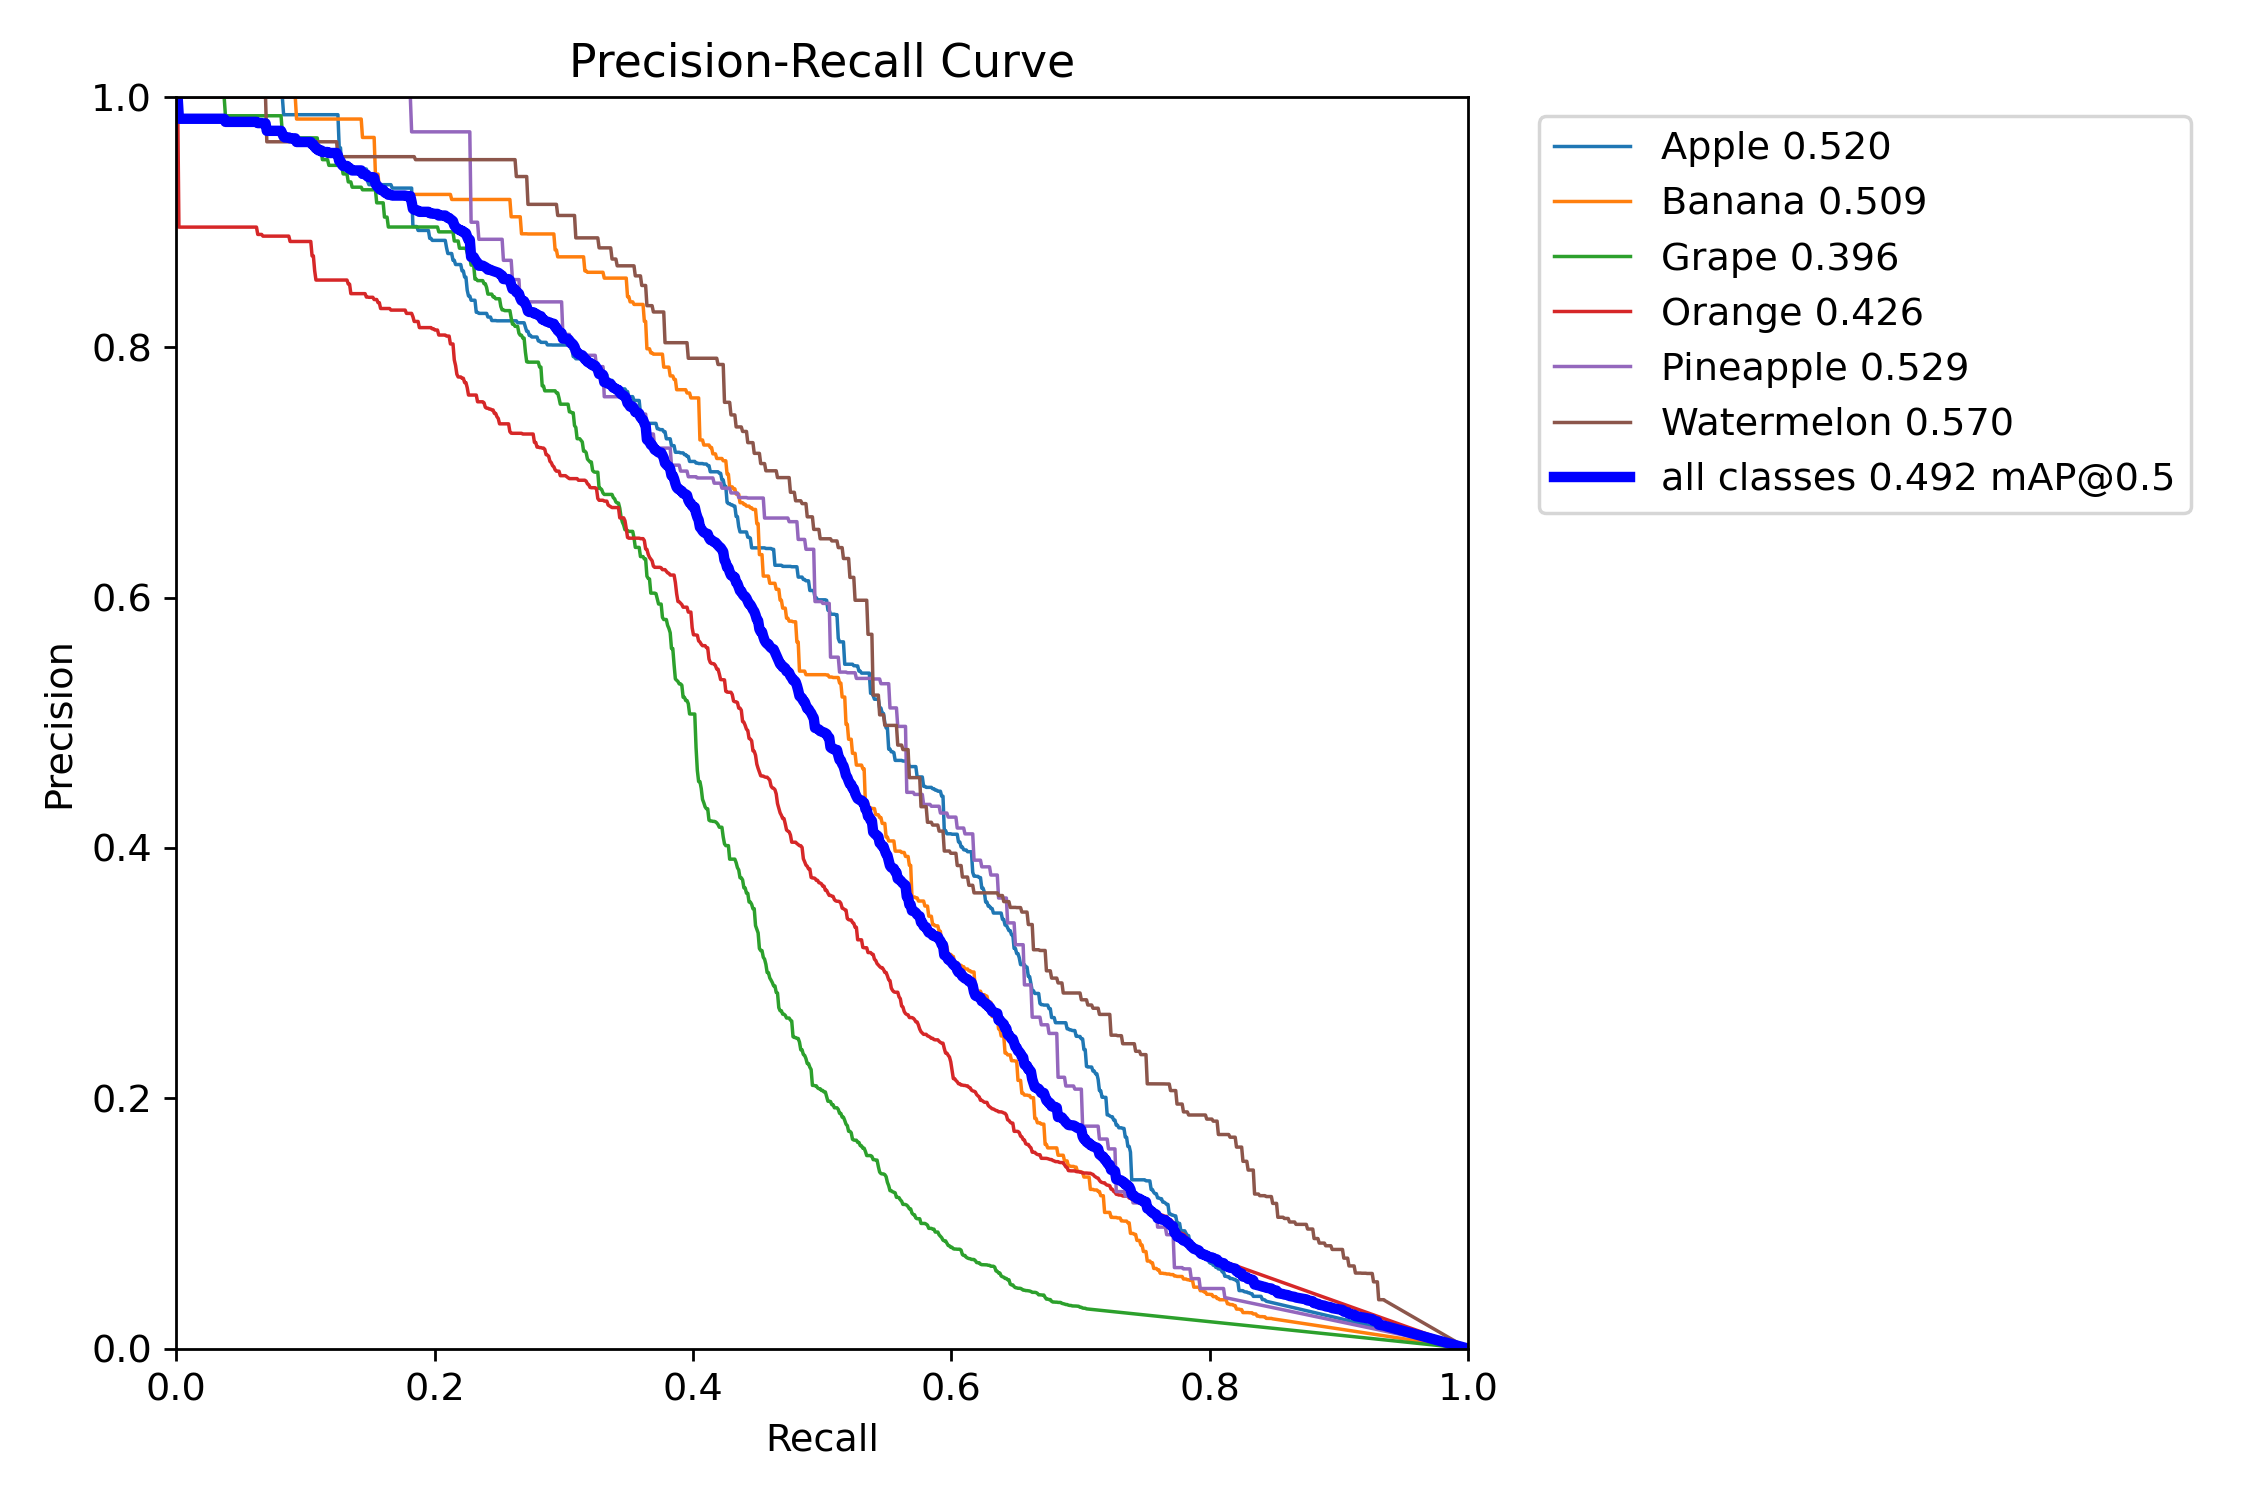 Precision-Recall Curve
1.0
0.8
0.6
0.4
0.2
0.0
Precision
0.0 0.2 0.4 0.6 0.8 1.0
Recall
Apple 0.520
Banana 0.509
Grape 0.396
Orange 0.426
Pineapple 0.529
Watermelon 0.570
all classes 0.492 mAP@0.5